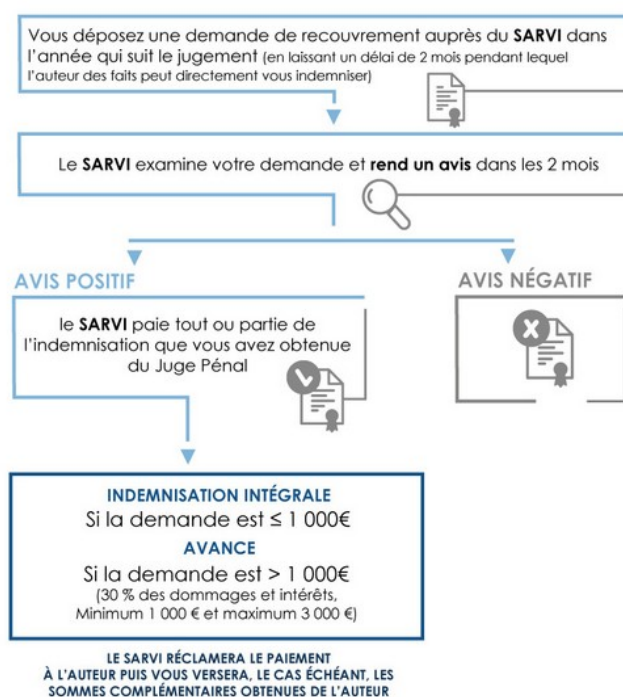 Vous déposez une demande de recouvrement auprès du SARVI dans
l'année qui suit le jugement (en laissant un délai de 2 mois pendant lequel
l'auteur des faits peut directement vous indemniser)
Le SARVI examine votre demande et rend un avis dans les 2 mois
AVIS POSITIF
le SARVI paie tout ou partie de
l'indemnisation que vous avez obtenue
du Juge Pénal
AVIS NÉGATIF
INDEMNISATION INTÉGRALE
Si la demande est ≤ 1 000€
AVANCE
Si la demande est > 1 000€
(30 % des dommages et intérêts,
Minimum 1 000 € et maximum 3 000 €)
LE SARVI RÉCLAMERA LE PAIEMENT
À L'AUTEUR PUIS VOUS VERSERA, LE CAS ÉCHÉANT, LES
SOMMES COMPLÉMENTAIRES OBTENUES DE L'AUTEUR